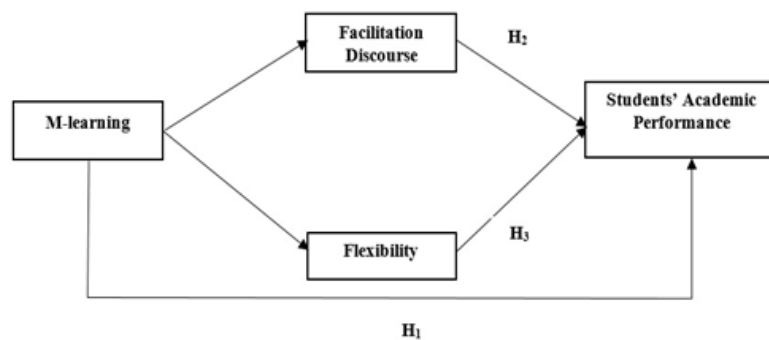 Facilitation
Discourse
H₂
Students’ Academic
Performance
M-learning
Flexibility
H₃
H₁